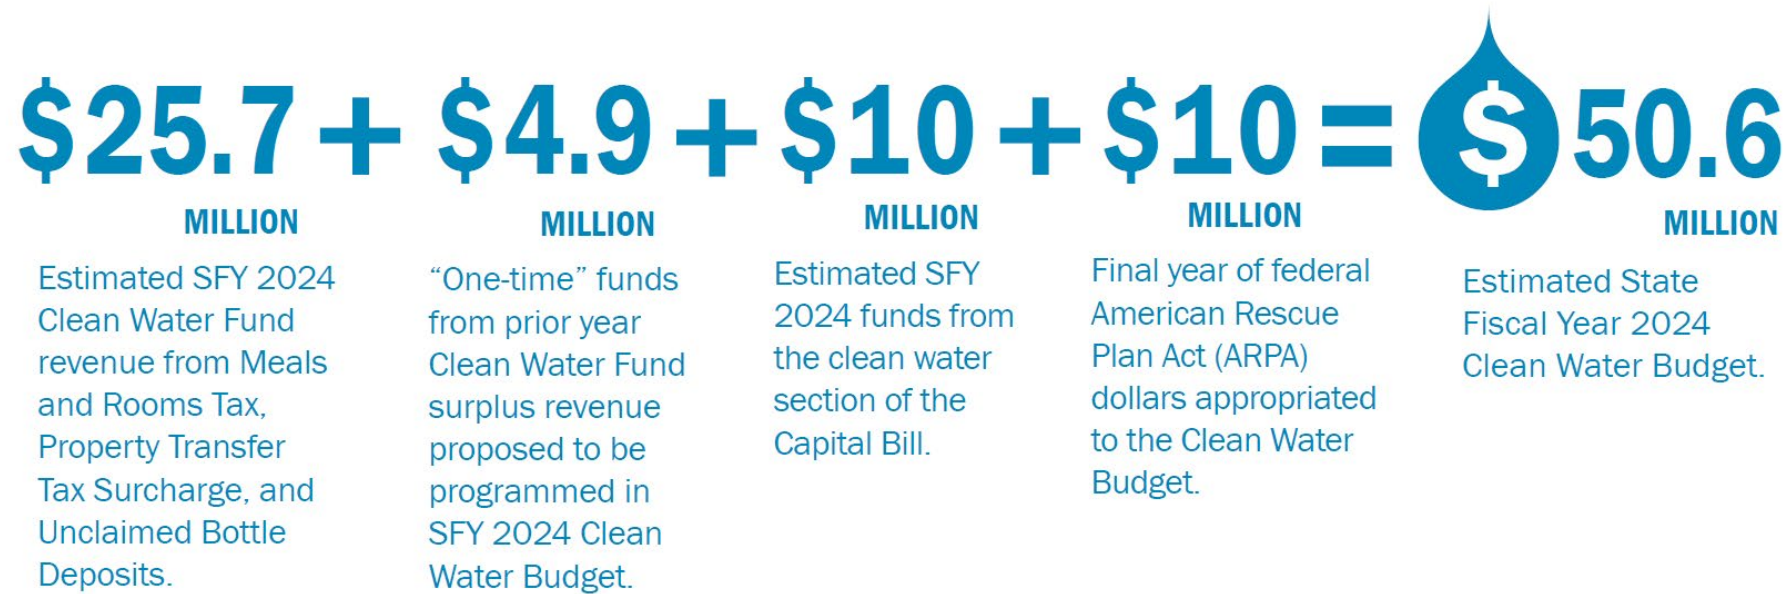 $25.7 + $4.9 + $10 + $10 = $50.6
MILLION
MILLION
MILLION
MILLION
MILLION
Estimated SFY 2024
Clean Water Fund
revenue from Meals
and Rooms Tax,
Property Transfer
Tax Surcharge, and
Unclaimed Bottle
Deposits.
“One-time” funds
from prior year
Clean Water Fund
surplus revenue
proposed to be
programmed in
SFY 2024 Clean
Water Budget.
Estimated SFY
2024 funds from
the clean water
section of the
Capital Bill.
Final year of federal
American Rescue
Plan Act (ARPA)
dollars appropriated
to the Clean Water
Budget.
Estimated State
Fiscal Year 2024
Clean Water Budget.